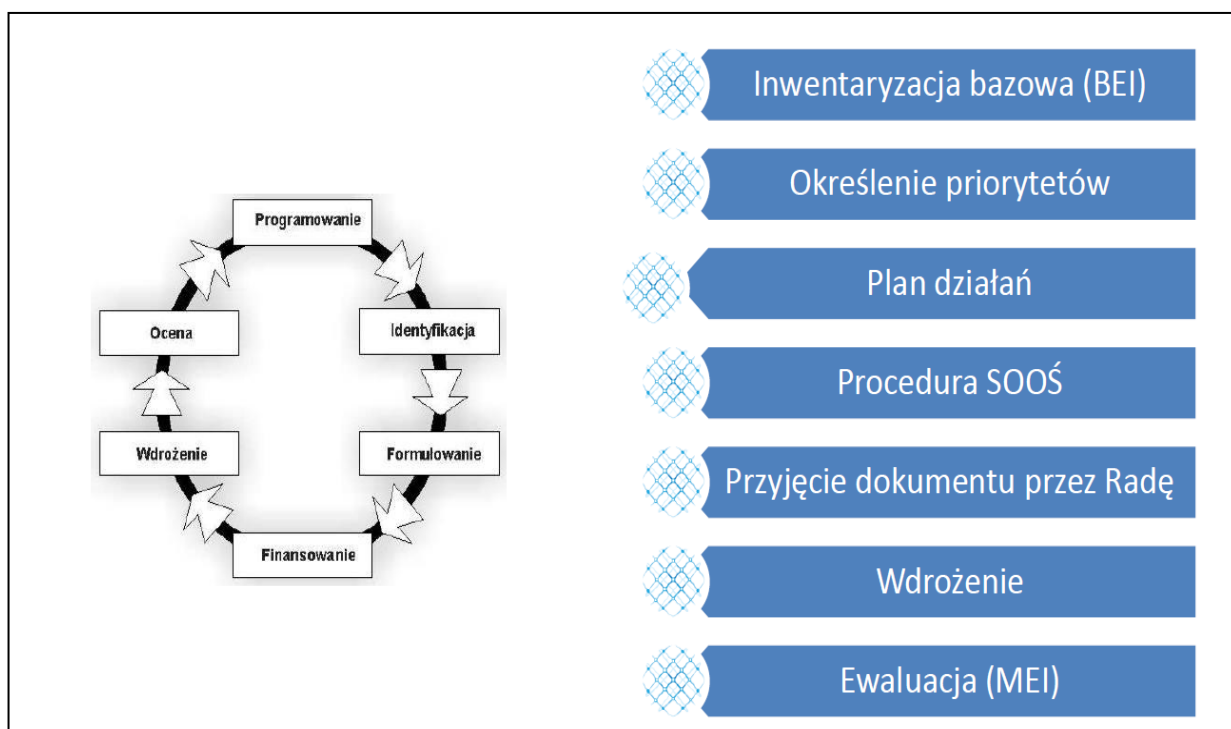 Programowanie
Identyfikacja
Formułowanie
Finansowanie
Wdrożenie
Ocena
Inwentaryzacja bazowa (BEI)
Określenie priorytetów
Plan działań
Procedura SOOŚ
Przyjęcie dokumentu przez Radę
Wdrożenie
Ewaluacja (MEI)